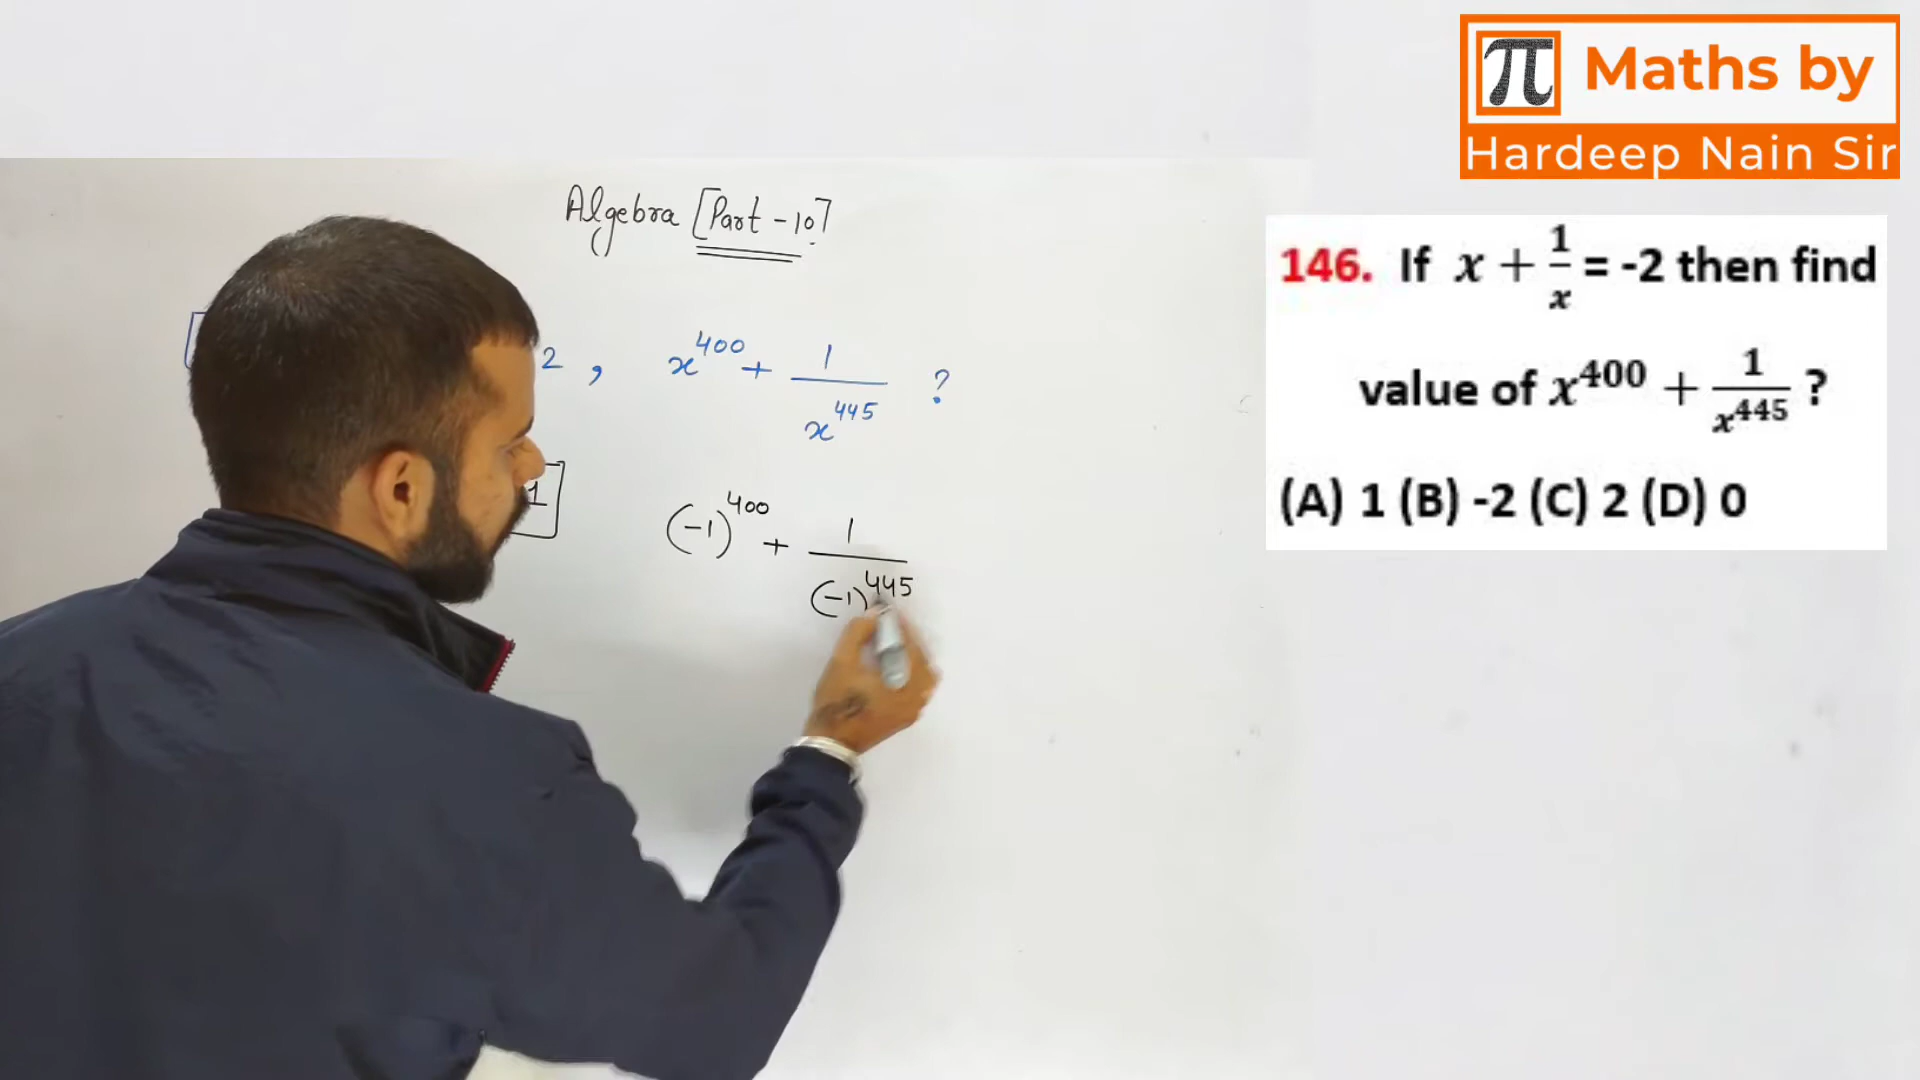 π Maths by
Hardeep Nain Sir
Algebra [Part - 10]
2 , x^400 + 1/x^445 ?
1
(-1)^400 + 1/(-1)^445
146. If x + 1/x = -2 then find
value of x^400 + 1/x^445 ?
(A) 1 (B) -2 (C) 2 (D) 0